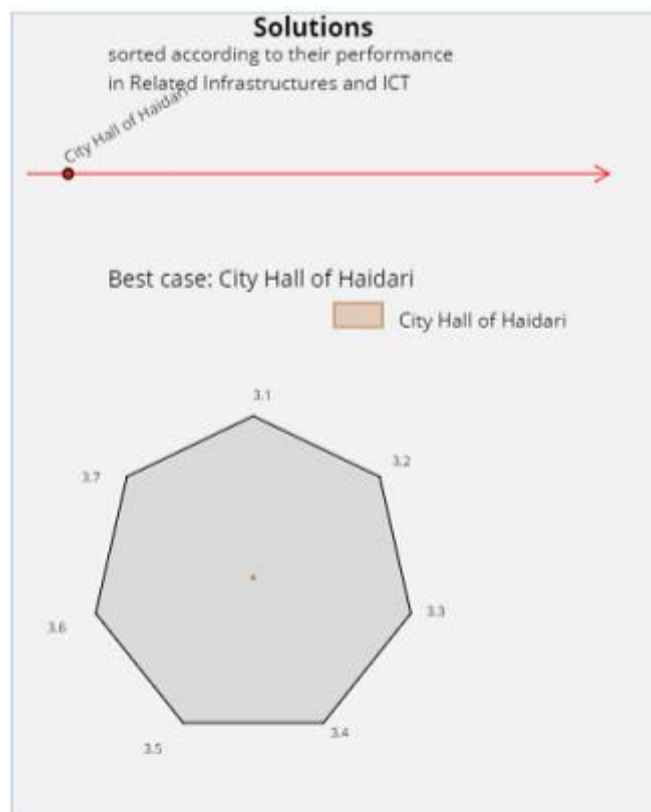 Solutions
sorted according to their performance
in Related Infrastructures and ICT
City Hall of Haidari
Best case: City Hall of Haidari
City Hall of Haidari
3.1
3.2
3.7
3.3
3.6
3.4
3.5